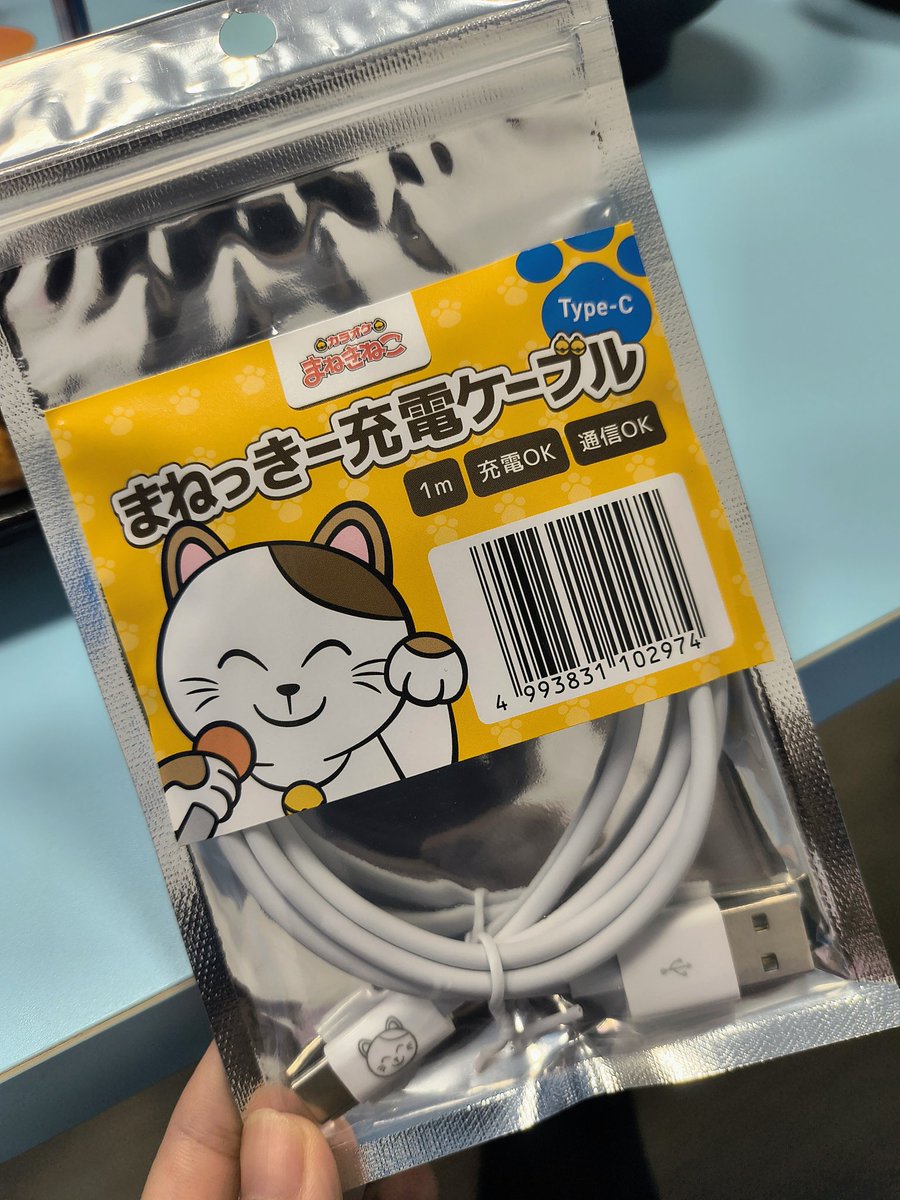 Type-C
カラオケ
まねきねこ
まねっきー充電ケーブル
1m 充電OK 通信OK
4 993831 102974